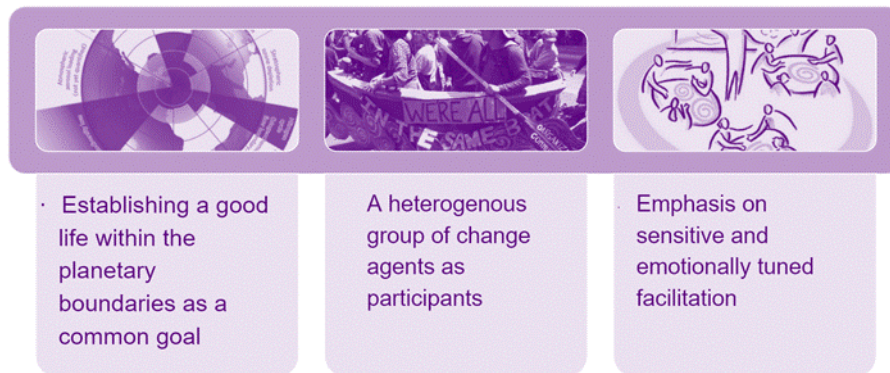 WE'RE ALL
IN THE SAME BOAT
· Establishing a good
life within the
planetary
boundaries as a
common goal
A heterogenous
group of change
agents as
participants
· Emphasis on
sensitive and
emotionally tuned
facilitation